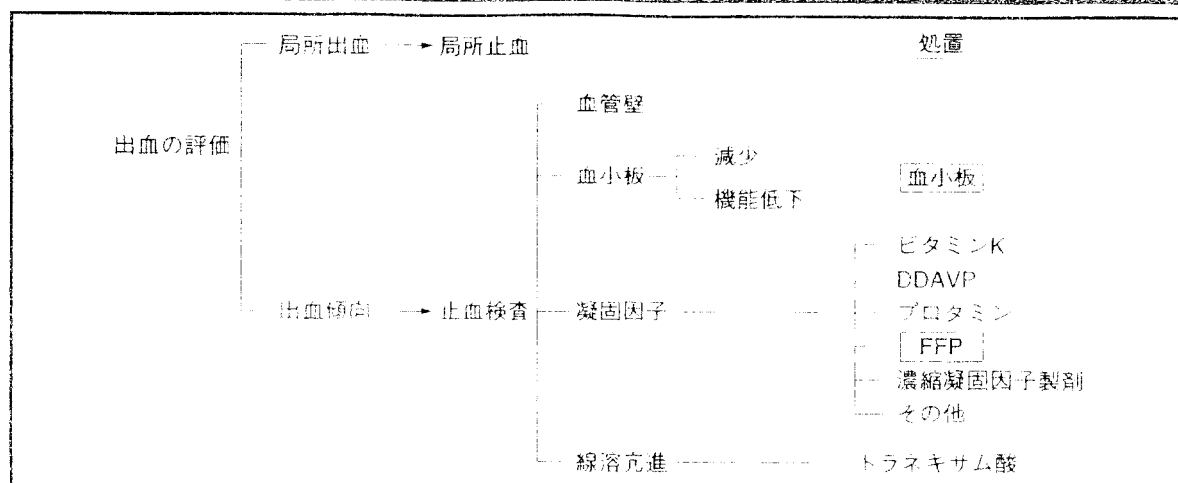 局所出血 → 局所止血 処置
血管壁
出血の評価
減少
血小板 血小板
機能低下
ビタミンK
DDAVP
出血傾向 → 止血検査 凝固因子 プロタミン
FFP
濃縮凝固因子製剤
その他
線溶亢進 トラネキサム酸